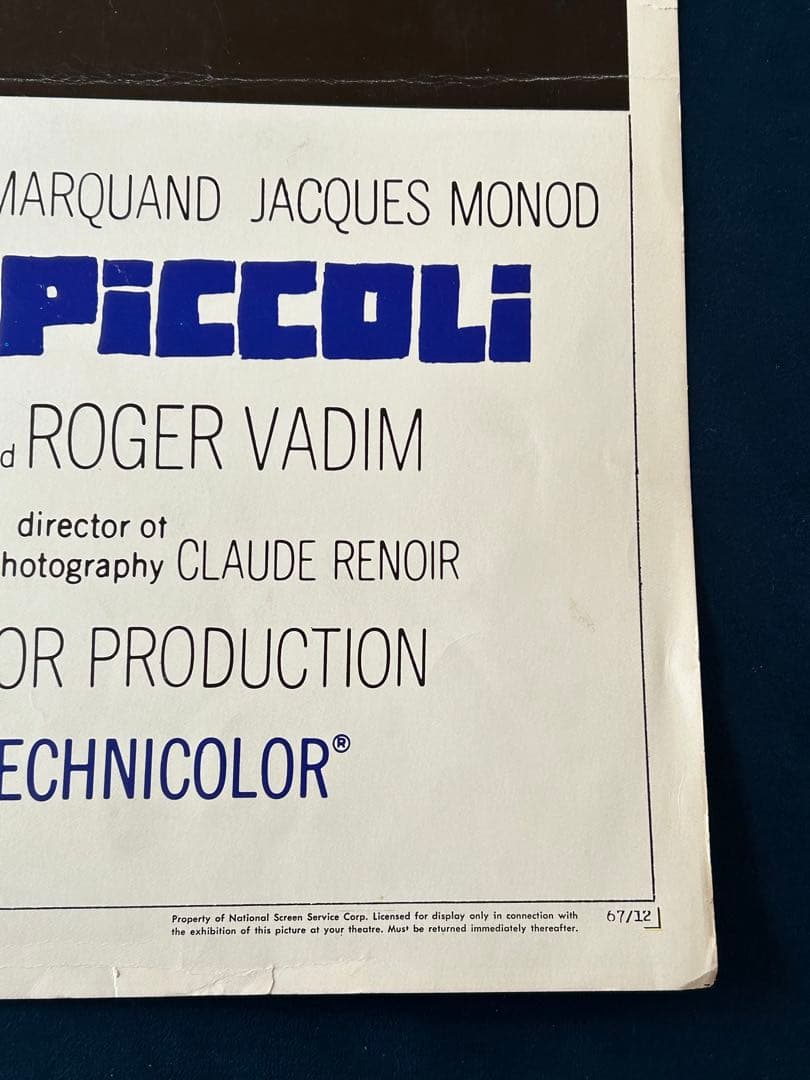 MARQUAND JACQUES MONOD
PiCCOLi
d ROGER VADIM
director of
hotography CLAUDE RENOIR
OR PRODUCTION
ECHNICOLOR®
Property of National Screen Service Corp. Licensed for display only in connection with
the exhibition of this picture at your theatre. Must be returned immediately thereafter.
67/12